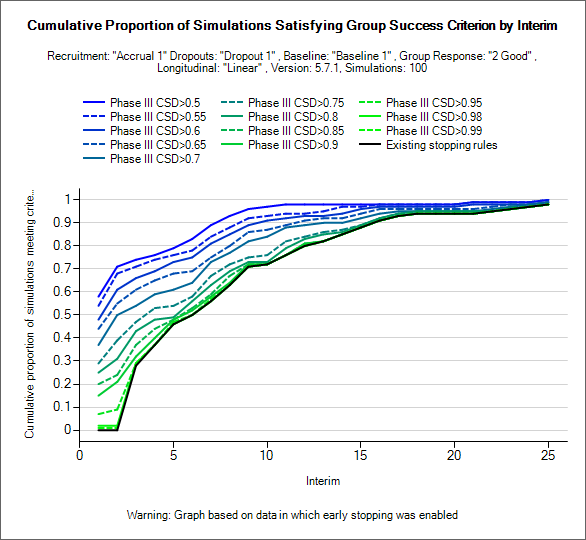 Cumulative Proportion of Simulations Satisfying Group Success Criterion by Interim
Recruitment: "Accrual 1" Dropouts: "Dropout 1" , Baseline: "Baseline 1" , Group Response: "2 Good" ,
Longitudinal: "Linear" , Version: 5.7.1, Simulations: 100
Phase III CSD>0.5
Phase III CSD>0.55
Phase III CSD>0.6
Phase III CSD>0.65
Phase III CSD>0.7
Phase III CSD>0.75
Phase III CSD>0.8
Phase III CSD>0.85
Phase III CSD>0.9
Phase III CSD>0.95
Phase III CSD>0.98
Phase III CSD>0.99
Existing stopping rules
Cumulative proportion of simulations meeting crite...
1
0.9
0.8
0.7
0.6
0.5
0.4
0.3
0.2
0.1
0
0 5 10 15 20 25
Interim
Warning: Graph based on data in which early stopping was enabled